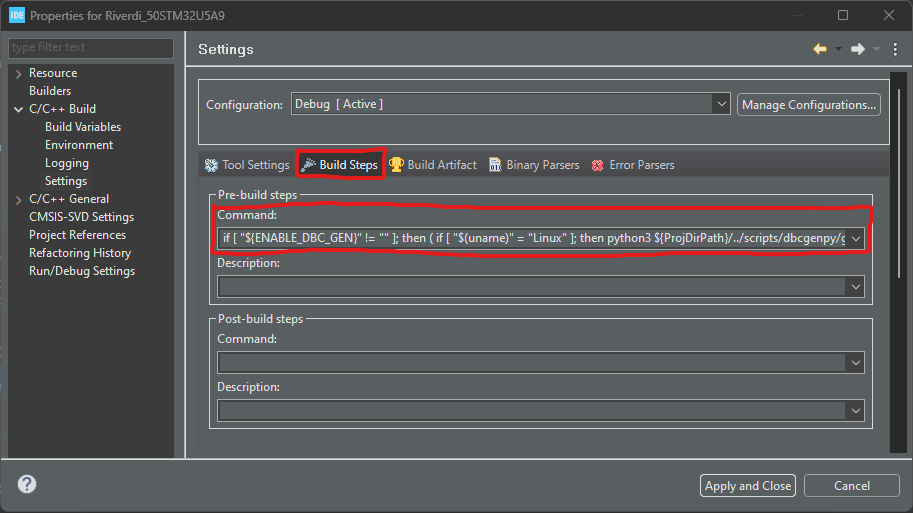 IDE Properties for Riverdi_50STM32U5A9
type filter text
Resource
Builders
C/C++ Build
Build Variables
Environment
Logging
Settings
C/C++ General
CMSIS-SVD Settings
Project References
Refactoring History
Run/Debug Settings
Settings
Configuration: Debug [ Active ] Manage Configurations...
Tool Settings Build Steps Build Artifact Binary Parsers Error Parsers
Pre-build steps
Command:
if [ "${ENABLE_DBC_GEN}" != "" ]; then ( if [ "$(uname)" = "Linux" ]; then python3 ${ProjDirPath}/../scripts/dbcgenpy/g
Description:
Post-build steps
Command:
Description:
Apply and Close Cancel